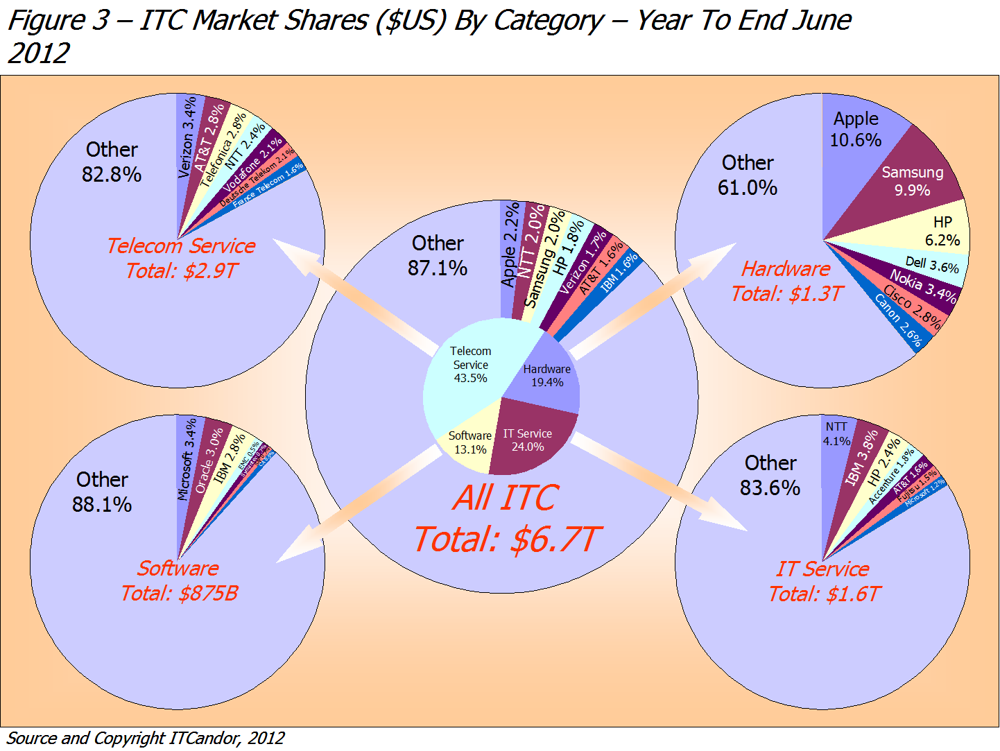 Figure 3 – ITC Market Shares ($US) By Category – Year To End June
2012
Other
82.8%
Verizon 3.4%
AT&T 2.8%
Telefonica 2.8%
NTT 2.4%
Vodafone 2.1%
Deutsche Telekom 2.1%
France Telecom 1.6%
Telecom Service
Total: $2.9T
Other
61.0%
Apple
10.6%
Samsung
9.9%
HP
6.2%
Dell 3.6%
Nokia 3.4%
Cisco 2.8%
Canon 2.6%
Hardware
Total: $1.3T
Other
87.1%
Apple 2.2%
NTT 2.0%
Samsung 2.0%
HP 1.8%
Verizon 1.7%
AT&T 1.6%
IBM 1.6%
Telecom
Service
43.5%
Hardware
19.4%
Software
13.1%
IT Service
24.0%
All ITC
Total: $6.7T
Other
88.1%
Microsoft 3.4%
Oracle 3.0%
IBM 2.8%
EMC 0.5%
Software
Total: $875B
Other
83.6%
NTT
4.1%
IBM 3.8%
HP 2.4%
Accenture 1.8%
AT&T 1.6%
Fujitsu 1.5%
Microsoft 1.2%
IT Service
Total: $1.6T
Source and Copyright ITCandor, 2012